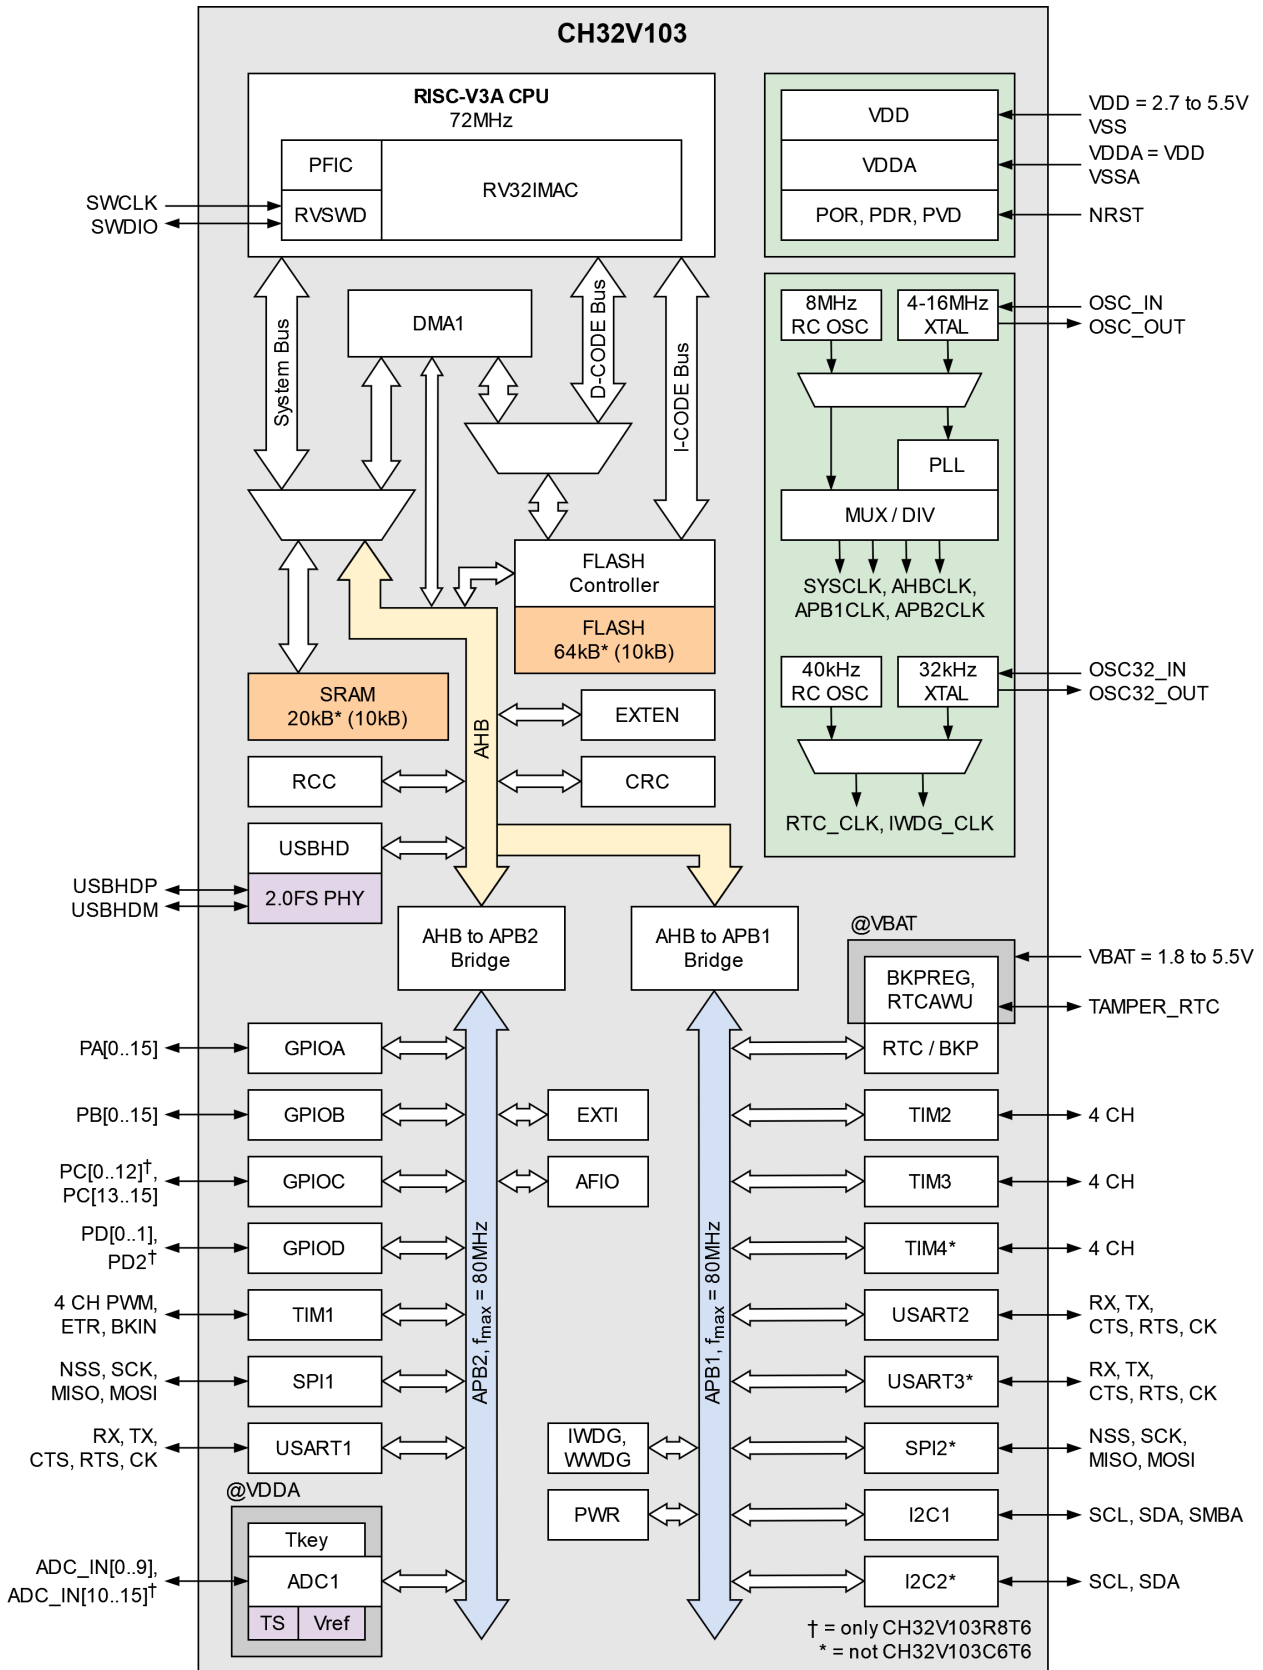 CH32V103
RISC-V3A CPU
72MHz
PFIC
RVSWD
RV32IMAC
SWCLK
SWDIO
VDD
VDDA
POR, PDR, PVD
VDD = 2.7 to 5.5V
VSS
VDDA = VDD
VSSA
NRST
System Bus
DMA1
D-CODE Bus
I-CODE Bus
8MHz
RC OSC
4-16MHz
XTAL
OSC_IN
OSC_OUT
PLL
MUX / DIV
SYSCLK, AHBCLK,
APB1CLK, APB2CLK
40kHz
RC OSC
32kHz
XTAL
OSC32_IN
OSC32_OUT
RTC_CLK, IWDG_CLK
FLASH
Controller
FLASH
64kB* (10kB)
SRAM
20kB* (10kB)
AHB
EXTEN
RCC
CRC
USBHD
2.0FS PHY
USBHDP
USBHDM
AHB to APB2
Bridge
AHB to APB1
Bridge
@VBAT
BKPREG,
RTCAWU
RTC / BKP
VBAT = 1.8 to 5.5V
TAMPER_RTC
PA[0..15]
GPIOA
PB[0..15]
GPIOB
EXTI
TIM2
4 CH
PC[0..12]†,
PC[13..15]
GPIOC
AFIO
TIM3
4 CH
PD[0..1],
PD2†
GPIOD
TIM4*
4 CH
APB2, fmax = 80MHz
APB1, fmax = 80MHz
4 CH PWM,
ETR, BKIN
TIM1
USART2
RX, TX,
CTS, RTS, CK
NSS, SCK,
MISO, MOSI
SPI1
USART3*
RX, TX,
CTS, RTS, CK
RX, TX,
CTS, RTS, CK
USART1
IWDG,
WWDG
SPI2*
NSS, SCK,
MISO, MOSI
@VDDA
PWR
I2C1
SCL, SDA, SMBA
Tkey
ADC_IN[0..9],
ADC_IN[10..15]†
ADC1
TS
Vref
I2C2*
SCL, SDA
† = only CH32V103R8T6
* = not CH32V103C6T6